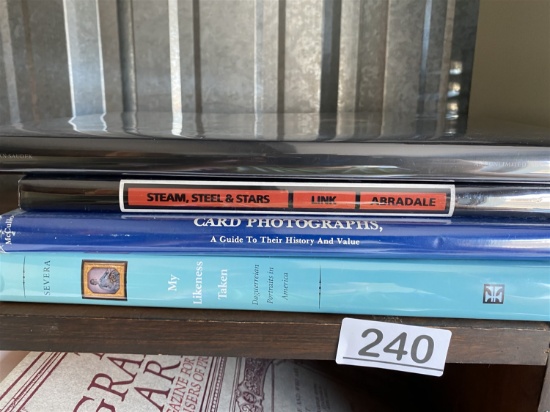 STEAM, STEEL & STARS LINK ABRADALE
CARD PHOTOGRAPHS,
A Guide To Their History And Value
SEVERA
My
Likeness
Taken
Daguerreian
Portraits in
America
240